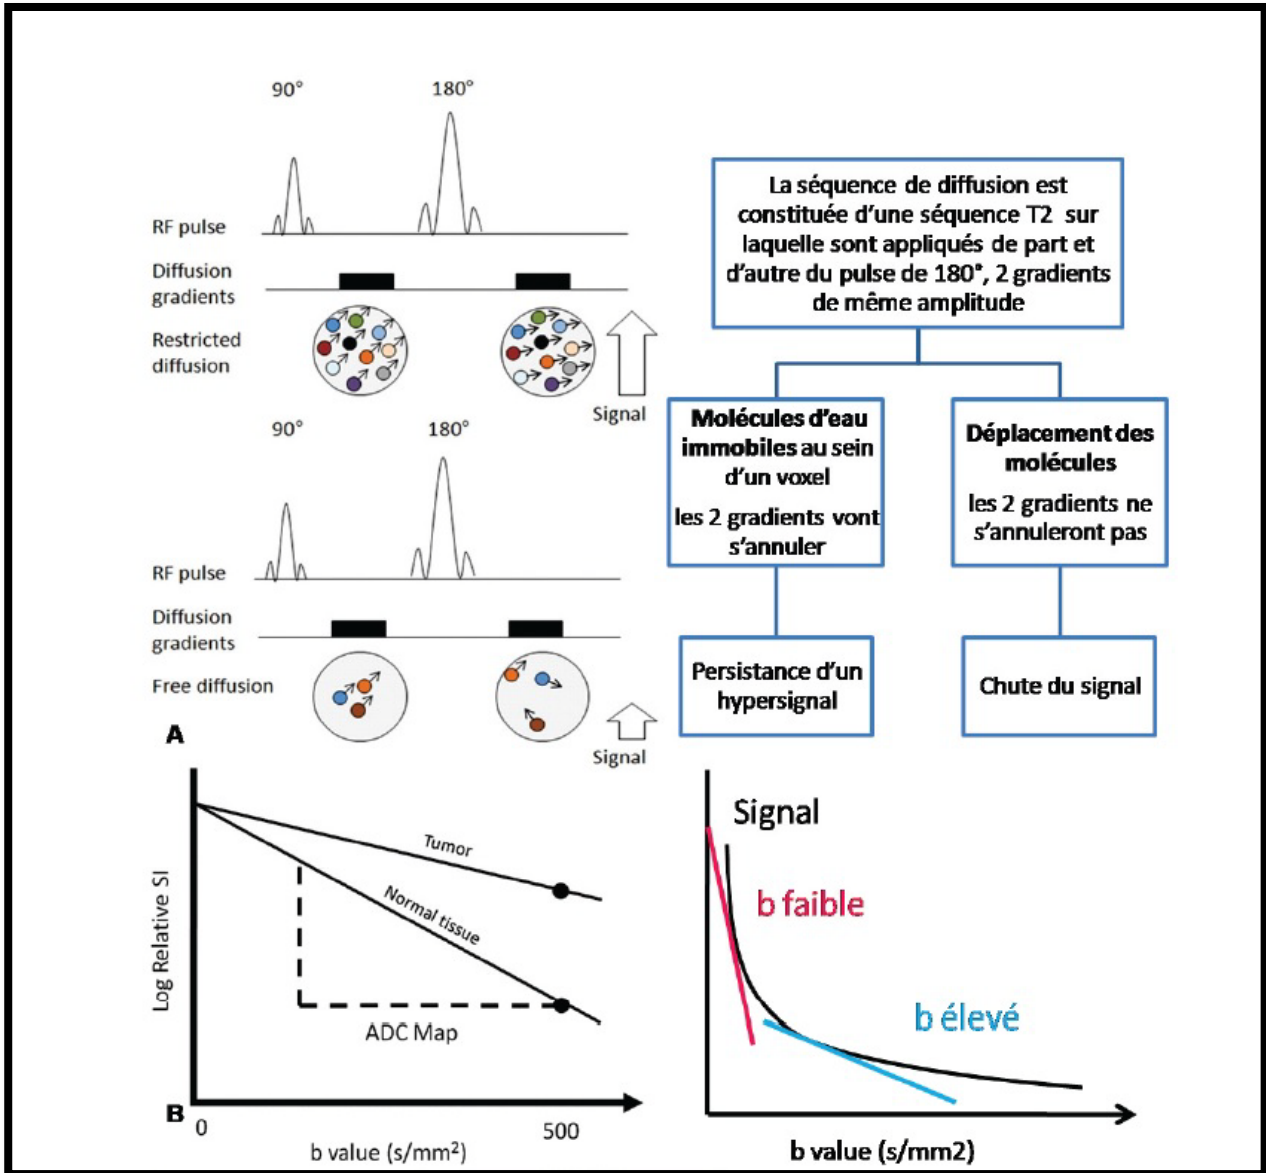 90°
180°
RF pulse
Diffusion
gradients
Restricted
diffusion
Signal
90°
180°
RF pulse
Diffusion
gradients
Free diffusion
Signal
A
La séquence de diffusion est
constituée d'une séquence T2 sur
laquelle sont appliqués de part et
d'autre du pulse de 180°, 2 gradients
de même amplitude
Molécules d'eau
immobiles au sein
d'un voxel
les 2 gradients vont
s'annuler
Déplacement des
molécules
les 2 gradients ne
s'annuleront pas
Persistance d'un
hypersignal
Chute du signal
Log Relative SI
Tumor
Normal tissue
ADC Map
B
0
500
b value (s/mm²)
Signal
b faible
b élevé
b value (s/mm2)